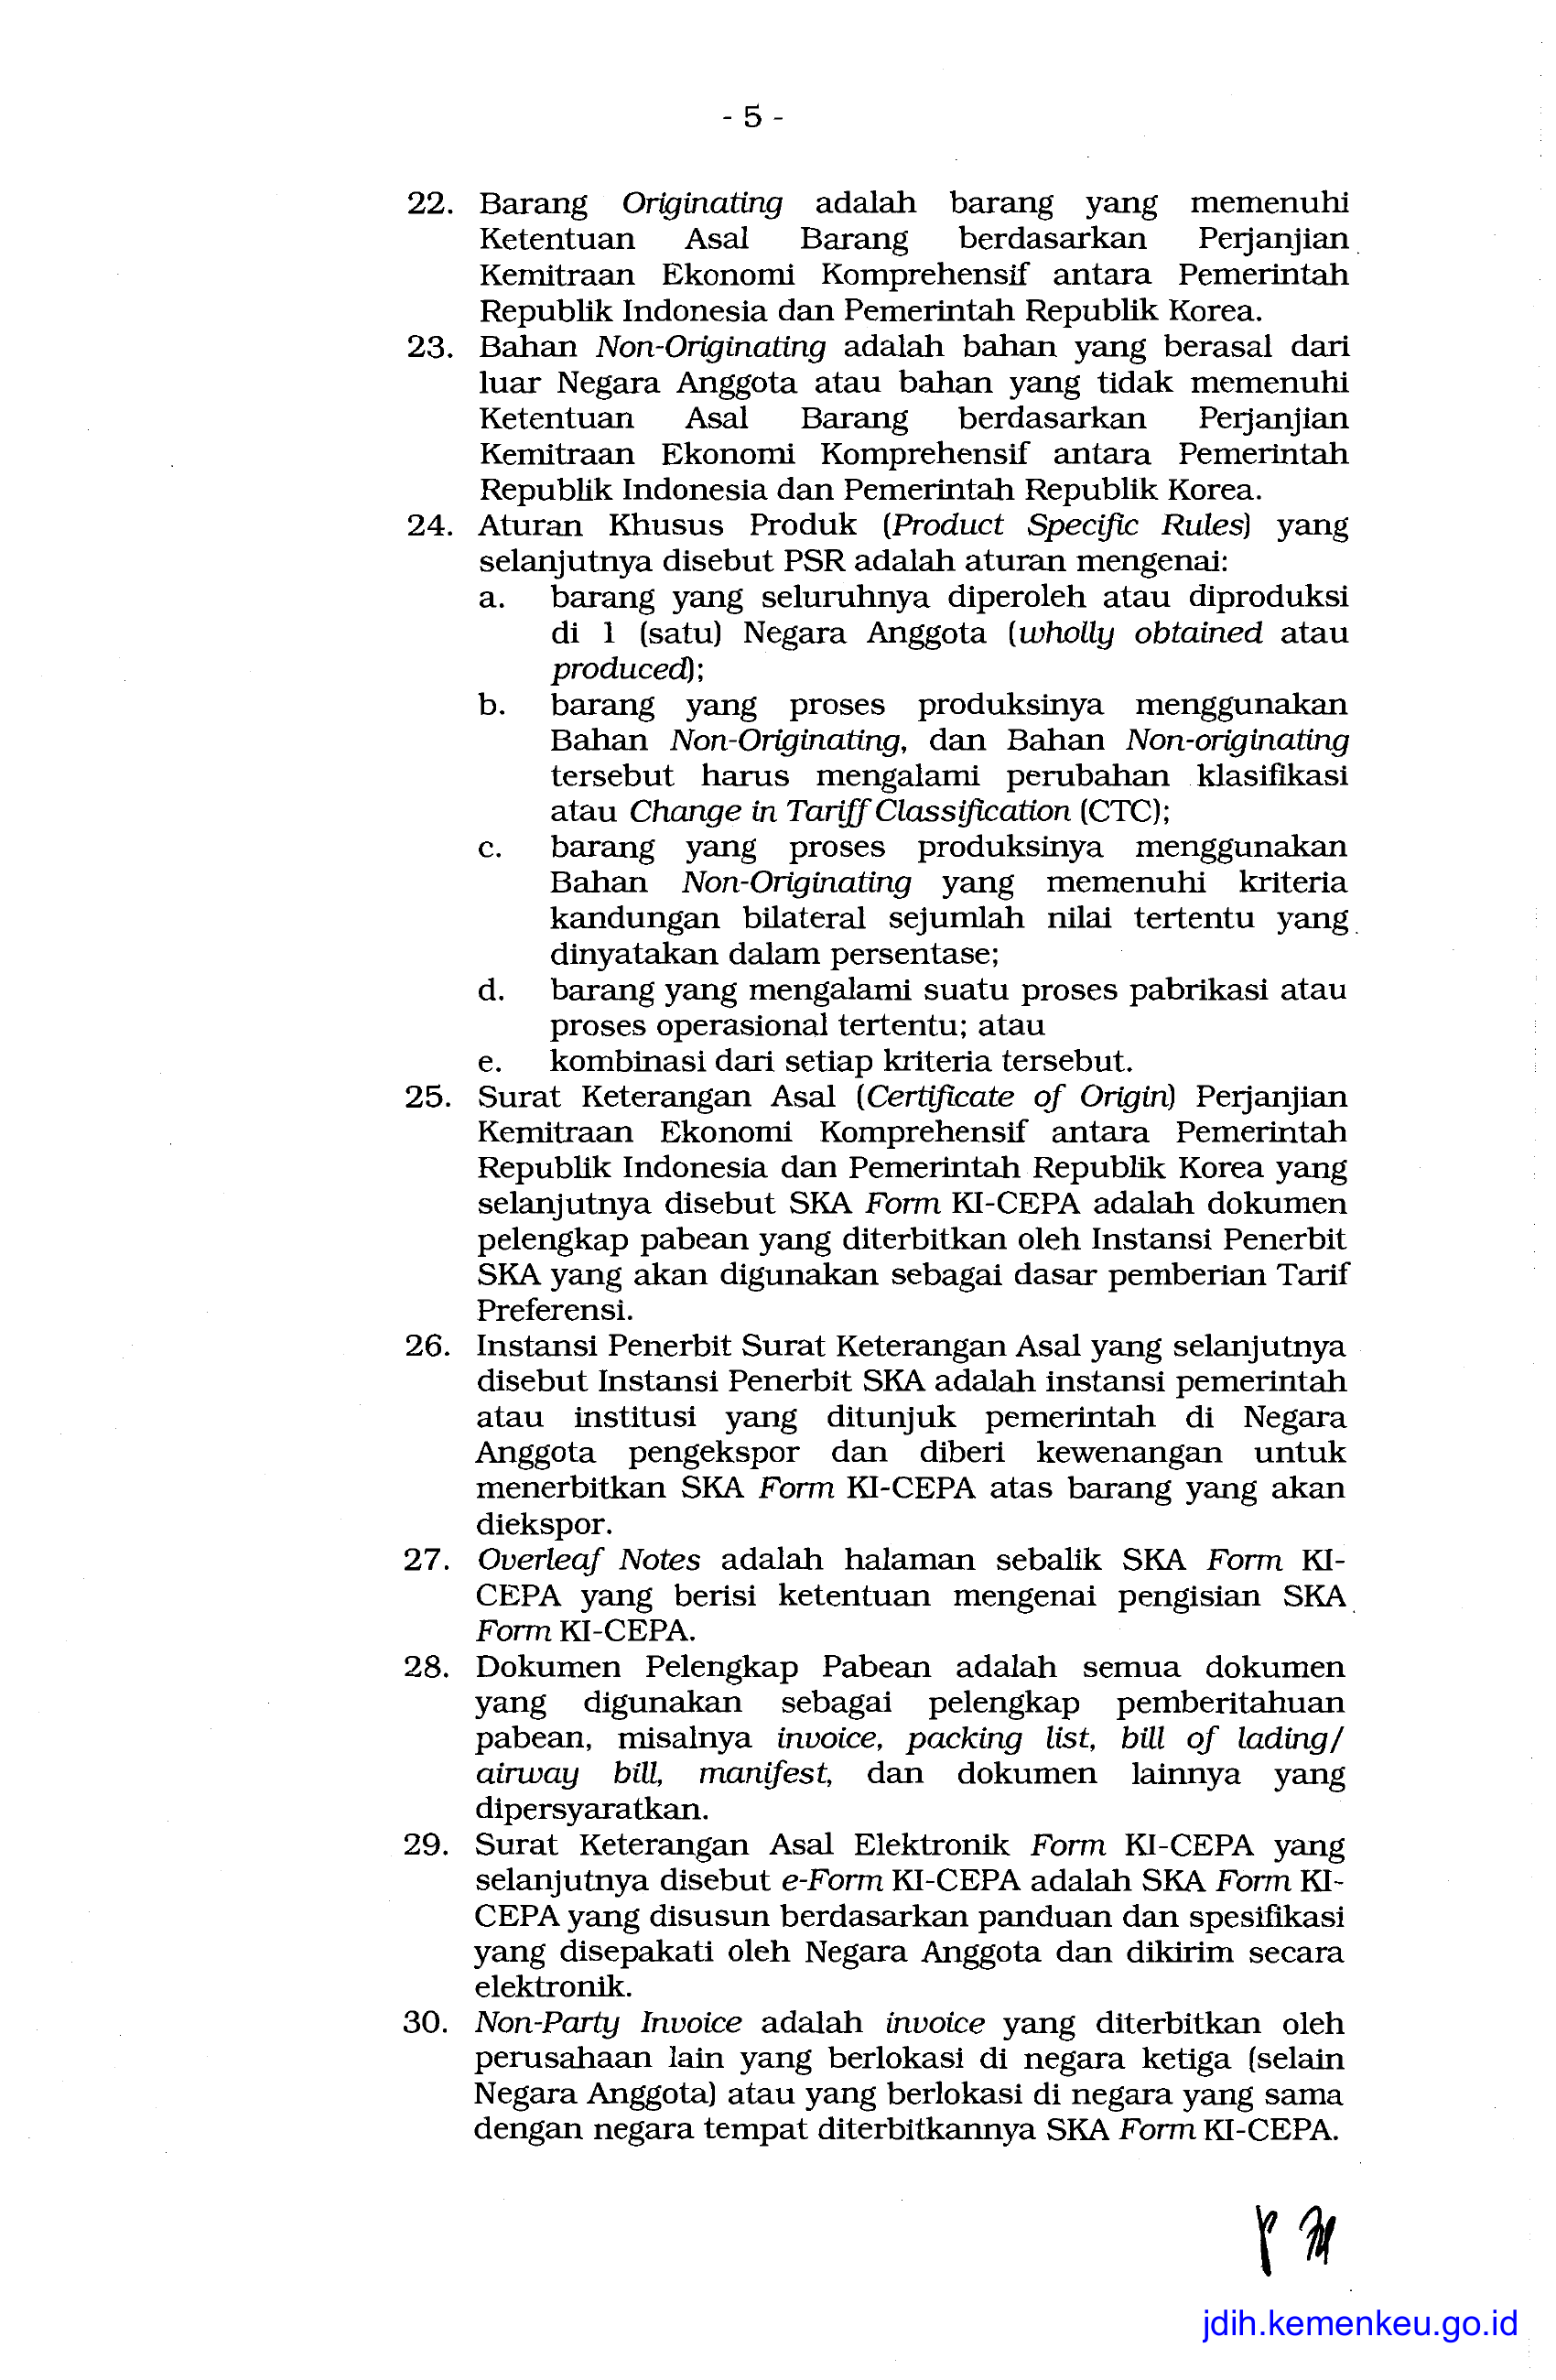 - 5 -
22. Barang Originating adalah barang yang memenuhi
Ketentuan Asal Barang berdasarkan Perjanjian
Kemitraan Ekonomi Komprehensif antara Pemerintah
Republik Indonesia dan Pemerintah Republik Korea.
23. Bahan Non-Originating adalah bahan yang berasal dari
luar Negara Anggota atau bahan yang tidak memenuhi
Ketentuan Asal Barang berdasarkan Perjanjian
Kemitraan Ekonomi Komprehensif antara Pemerintah
Republik Indonesia dan Pemerintah Republik Korea.
24. Aturan Khusus Produk (Product Specific Rules) yang
selanjutnya disebut PSR adalah aturan mengenai:
a. barang yang seluruhnya diperoleh atau diproduksi
di 1 (satu) Negara Anggota (wholly obtained atau
produced);
b. barang yang proses produksinya menggunakan
Bahan Non-Originating, dan Bahan Non-originating
tersebut harus mengalami perubahan klasifikasi
atau Change in Tariff Classification (CTC);
c. barang yang proses produksinya menggunakan
Bahan Non-Originating yang memenuhi kriteria
kandungan bilateral sejumlah nilai tertentu yang
dinyatakan dalam persentase;
d. barang yang mengalami suatu proses pabrikasi atau
proses operasional tertentu; atau
e. kombinasi dari setiap kriteria tersebut.
25. Surat Keterangan Asal (Certificate of Origin) Perjanjian
Kemitraan Ekonomi Komprehensif antara Pemerintah
Republik Indonesia dan Pemerintah Republik Korea yang
selanjutnya disebut SKA Form KI-CEPA adalah dokumen
pelengkap pabean yang diterbitkan oleh Instansi Penerbit
SKA yang akan digunakan sebagai dasar pemberian Tarif
Preferensi.
26. Instansi Penerbit Surat Keterangan Asal yang selanjutnya
disebut Instansi Penerbit SKA adalah instansi pemerintah
atau institusi yang ditunjuk pemerintah di Negara
Anggota pengekspor dan diberi kewenangan untuk
menerbitkan SKA Form KI-CEPA atas barang yang akan
diekspor.
27. Overleaf Notes adalah halaman sebalik SKA Form KI-
CEPA yang berisi ketentuan mengenai pengisian SKA
Form KI-CEPA.
28. Dokumen Pelengkap Pabean adalah semua dokumen
yang digunakan sebagai pelengkap pemberitahuan
pabean, misalnya invoice, packing list, bill of lading/
airway bill, manifest, dan dokumen lainnya yang
dipersyaratkan.
29. Surat Keterangan Asal Elektronik Form KI-CEPA yang
selanjutnya disebut e-Form KI-CEPA adalah SKA Form KI-
CEPA yang disusun berdasarkan panduan dan spesifikasi
yang disepakati oleh Negara Anggota dan dikirim secara
elektronik.
30. Non-Party Invoice adalah invoice yang diterbitkan oleh
perusahaan lain yang berlokasi di negara ketiga (selain
Negara Anggota) atau yang berlokasi di negara yang sama
dengan negara tempat diterbitkannya SKA Form KI-CEPA.
jdih.kemenkeu.go.id